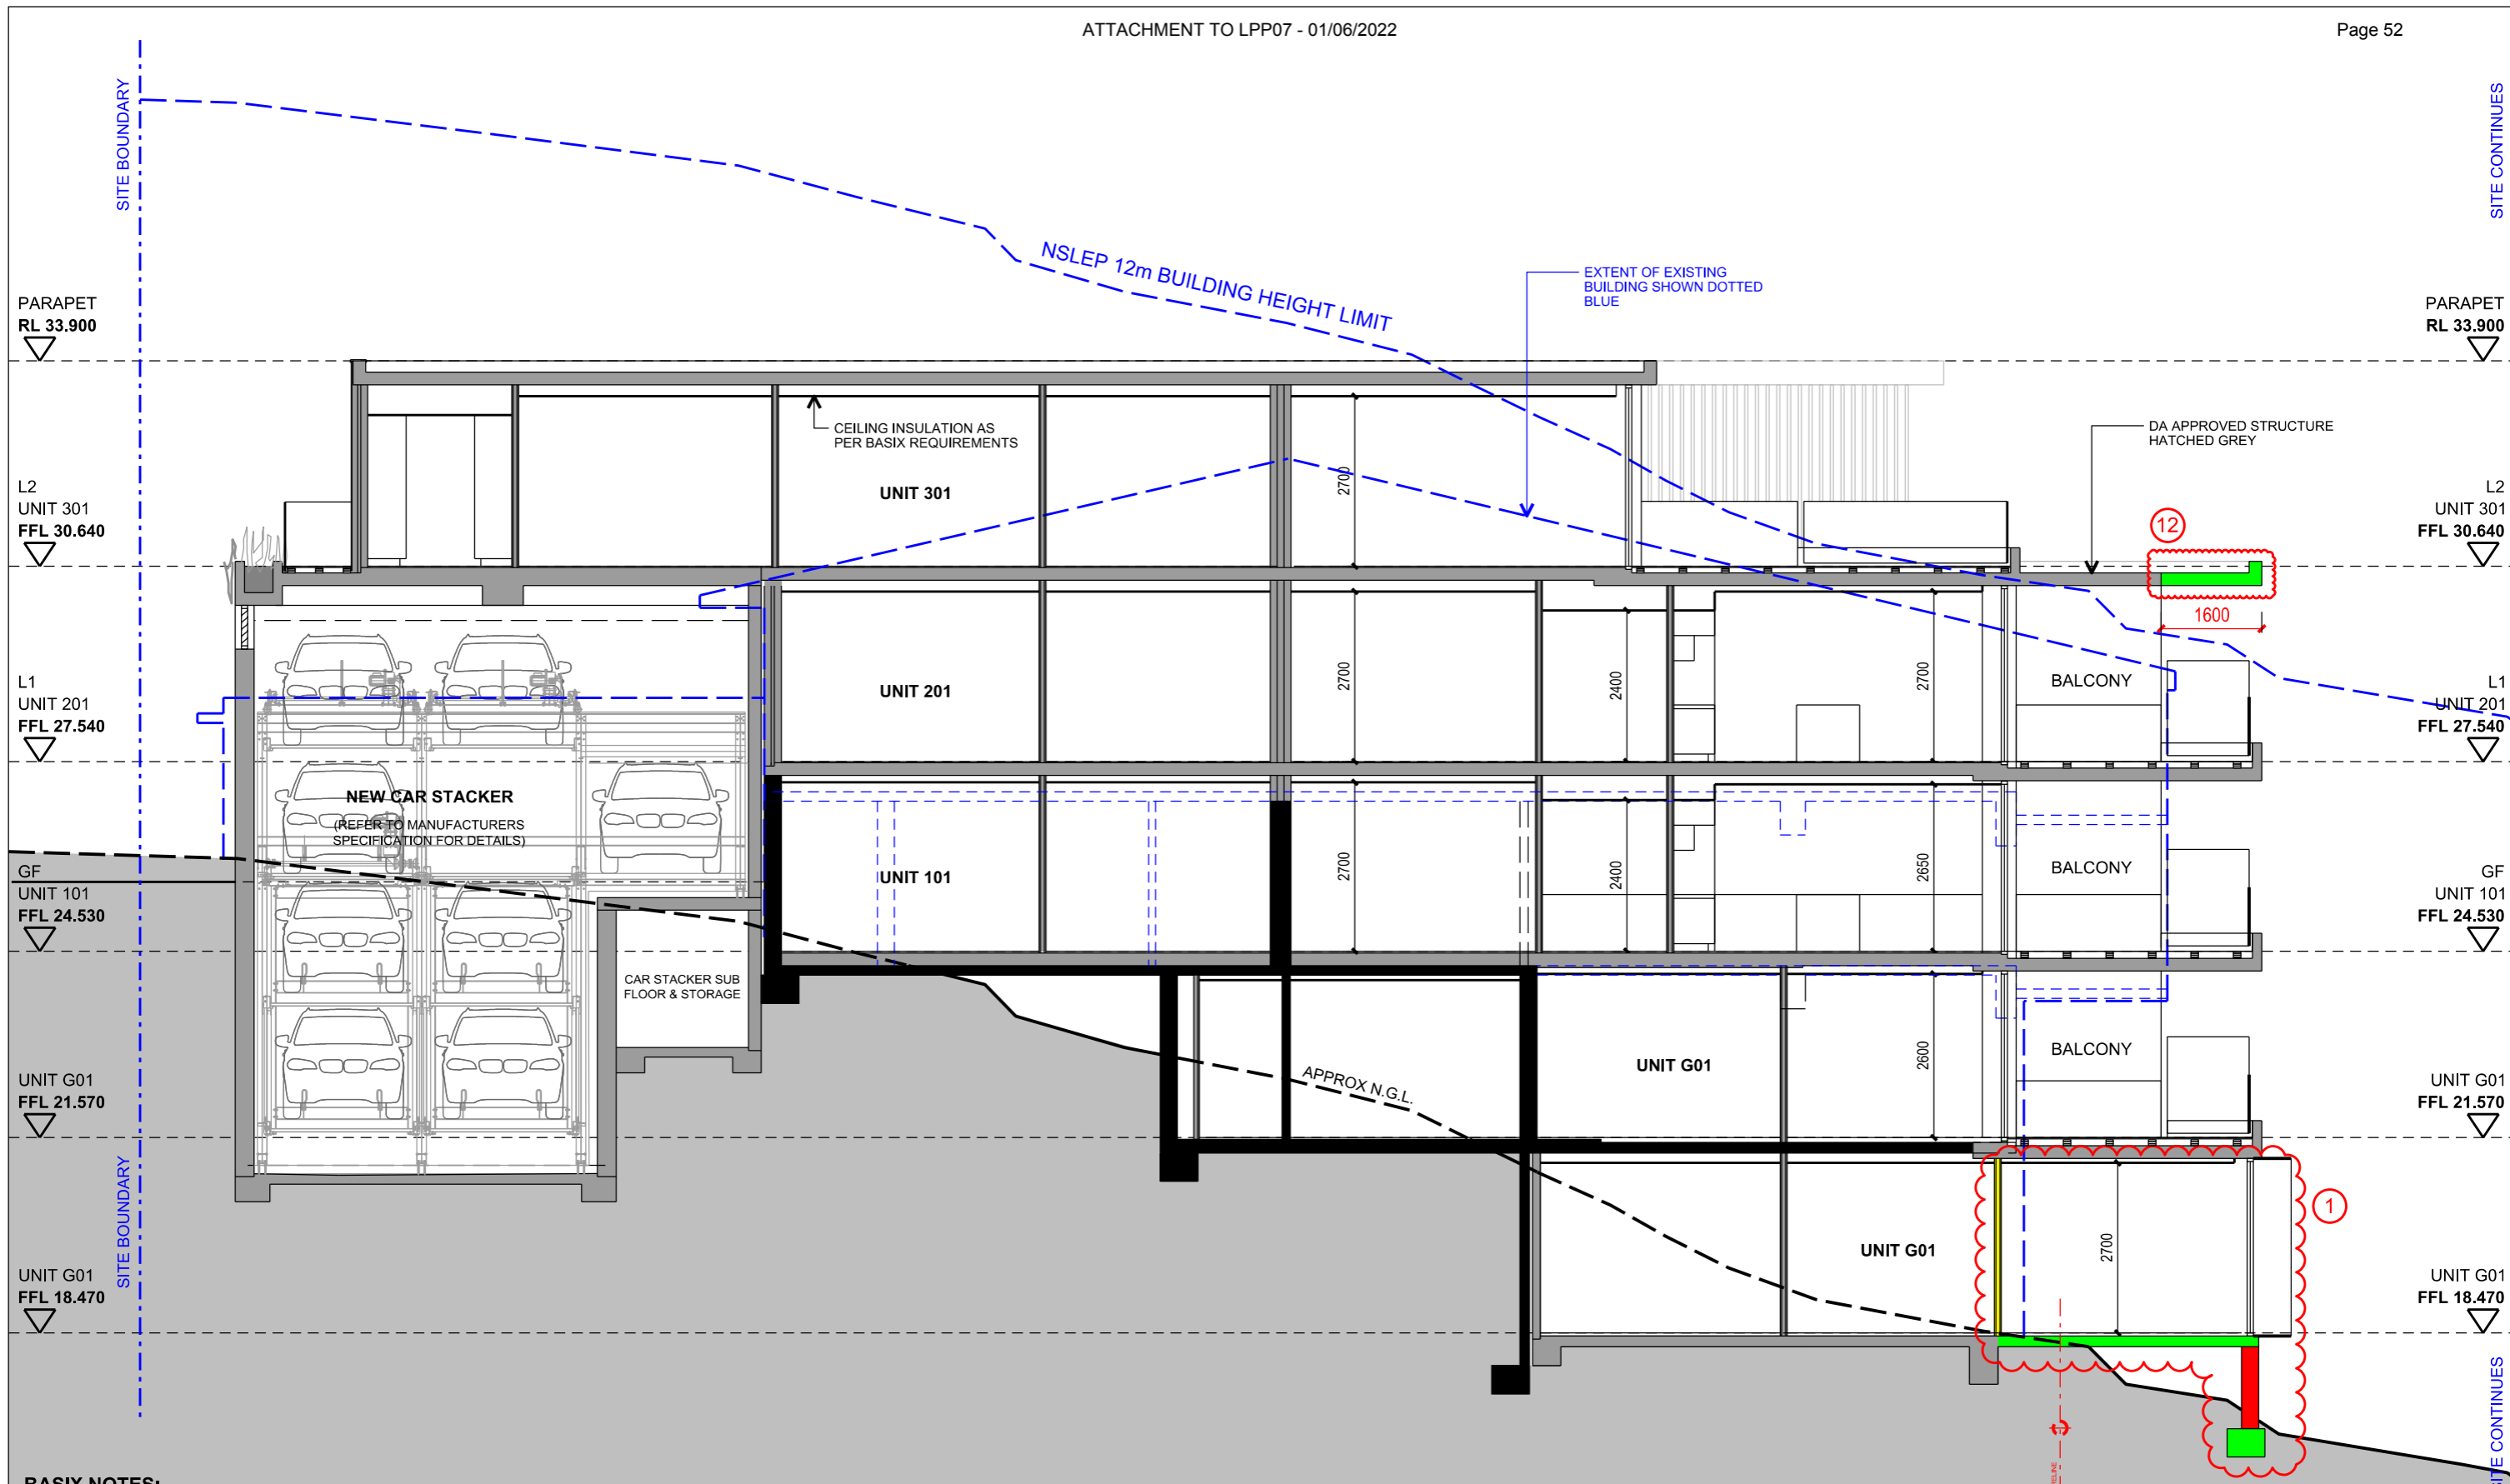 ATTACHMENT TO LPP07 - 01/06/2022
Page 52
SITE BOUNDARY
SITE CONTINUES
NSLEP 12m BUILDING HEIGHT LIMIT
EXTENT OF EXISTING
BUILDING SHOWN DOTTED
BLUE
PARAPET
RL 33.900
PARAPET
RL 33.900
CEILING INSULATION AS
PER BASIX REQUIREMENTS
DA APPROVED STRUCTURE
HATCHED GREY
L2
UNIT 301
FFL 30.640
UNIT 301
2700
12
L2
UNIT 301
FFL 30.640
1600
L1
UNIT 201
FFL 27.540
UNIT 201
2700
2400
2700
BALCONY
L1
UNIT 201
FFL 27.540
NEW CAR STACKER
(REFER TO MANUFACTURERS
SPECIFICATION FOR DETAILS)
GF
UNIT 101
FFL 24.530
UNIT 101
2700
2400
2650
BALCONY
GF
UNIT 101
FFL 24.530
CAR STACKER SUB
FLOOR & STORAGE
UNIT G01
FFL 21.570
APPROX N.G.L.
UNIT G01
2600
BALCONY
UNIT G01
FFL 21.570
SITE BOUNDARY
1
UNIT G01
FFL 18.470
UNIT G01
2700
UNIT G01
FFL 18.470
SITE CONTINUES
BASIX NOTES: